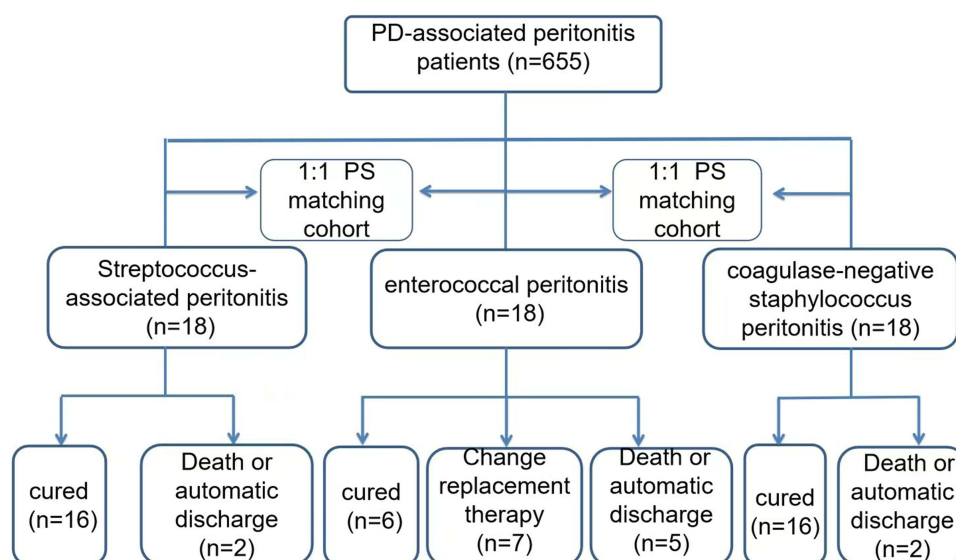 PD-associated peritonitis
patients (n=655)
1:1 PS
matching
cohort
1:1 PS
matching
cohort
Streptococcus-
associated peritonitis
(n=18)
enterococcal peritonitis
(n=18)
coagulase-negative
staphylococcus
peritonitis (n=18)
cured
(n=16)
Death or
automatic
discharge
(n=2)
cured
(n=6)
Change
replacement
therapy
(n=7)
Death or
automatic
discharge
(n=5)
cured
(n=16)
Death or
automatic
discharge
(n=2)